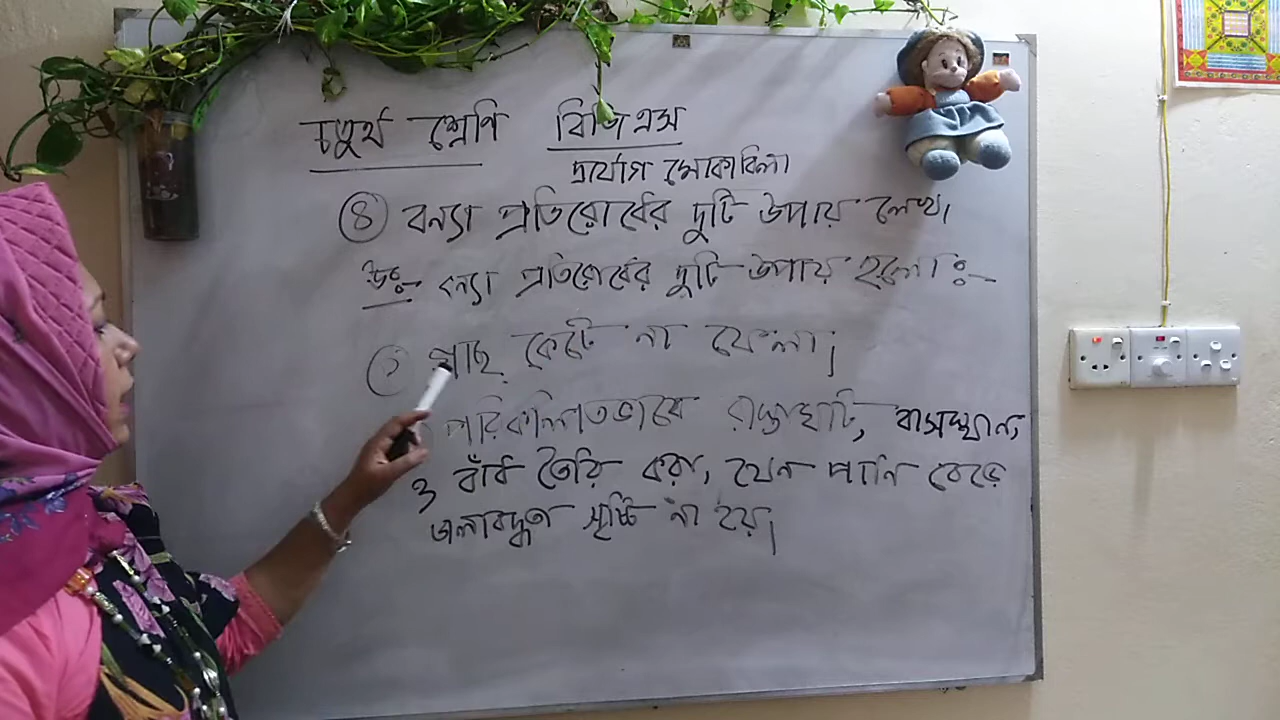 চতুর্থ শ্রেণি বিজিএস
দুর্যোগ মোকাবিলা
৪ বন্যা প্রতিরোধের দুটি উপায় লেখ।
উঃ- বন্যা প্রতিরোধের দুটি উপায় হলোঃ-
১ গাছ কেটে না ফেলা।
পরিকল্পিতভাবে রাস্তাঘাট, বাসস্থান,
ও বাঁধ তৈরি করা, যেন পানি বেড়ে
জলাবদ্ধতা সৃষ্টি না হয়।